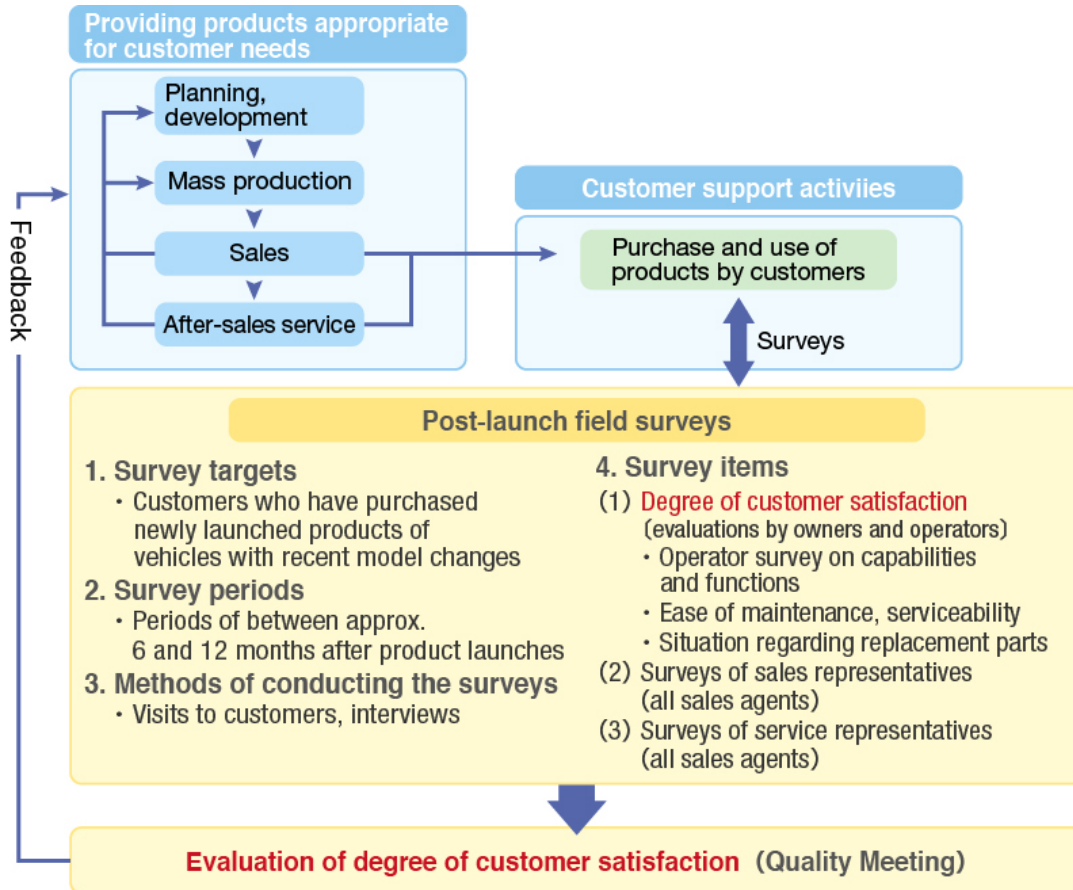 Providing products appropriate
for customer needs
Planning,
development
Mass production
Sales
After-sales service
Customer support activiies
Purchase and use of
products by customers
Surveys
Feedback
Post-launch field surveys
1. Survey targets
・Customers who have purchased
newly launched products of
vehicles with recent model changes
2. Survey periods
・Periods of between approx.
6 and 12 months after product launches
3. Methods of conducting the surveys
・Visits to customers, interviews
4. Survey items
(1) Degree of customer satisfaction
(evaluations by owners and operators)
・Operator survey on capabilities
and functions
・Ease of maintenance, serviceability
・Situation regarding replacement parts
(2) Surveys of sales representatives
(all sales agents)
(3) Surveys of service representatives
(all sales agents)
Evaluation of degree of customer satisfaction (Quality Meeting)